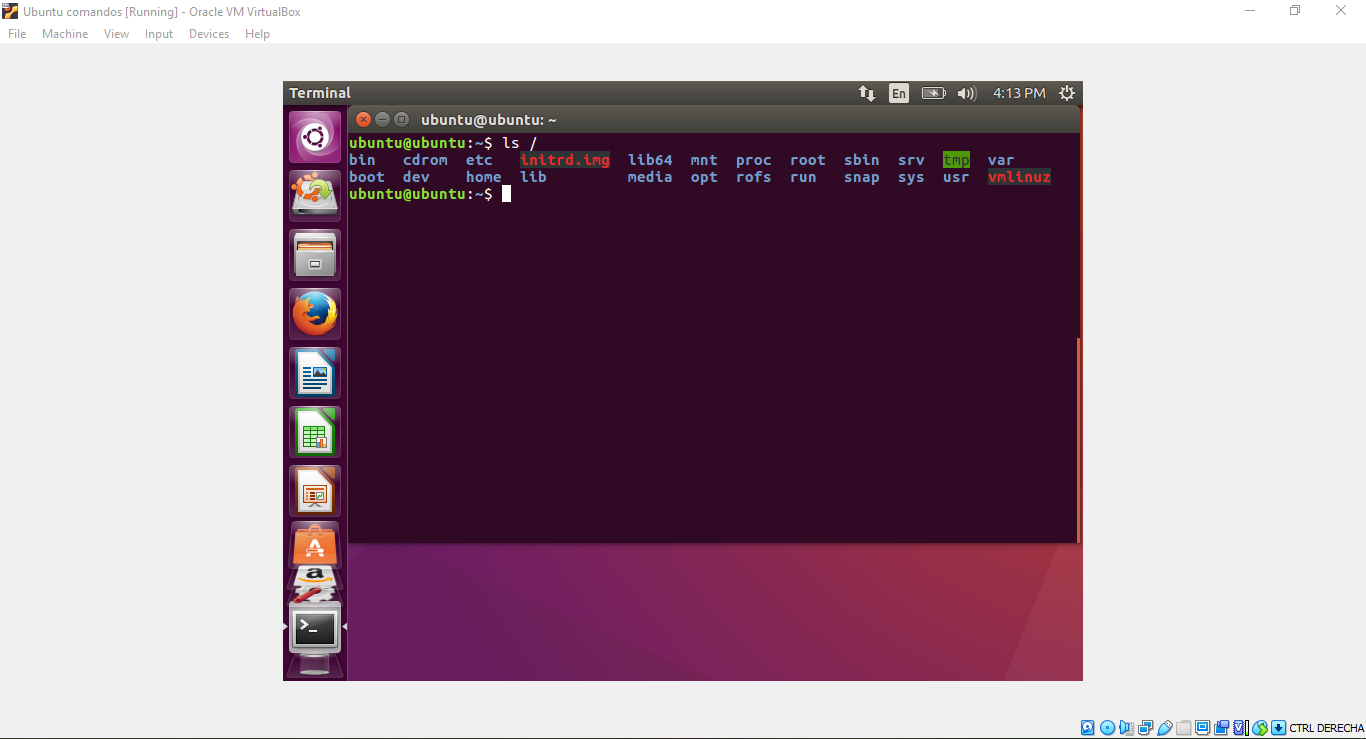 Ubuntu comandos [Running] - Oracle VM VirtualBox
File Machine View Input Devices Help
Terminal En 4:13 PM
ubuntu@ubuntu: ~
ubuntu@ubuntu:~$ ls /
bin cdrom etc initrd.img lib64 mnt proc root sbin srv tmp var
boot dev home lib media opt rofs run snap sys usr vmlinuz
ubuntu@ubuntu:~$
CTRL DERECHA